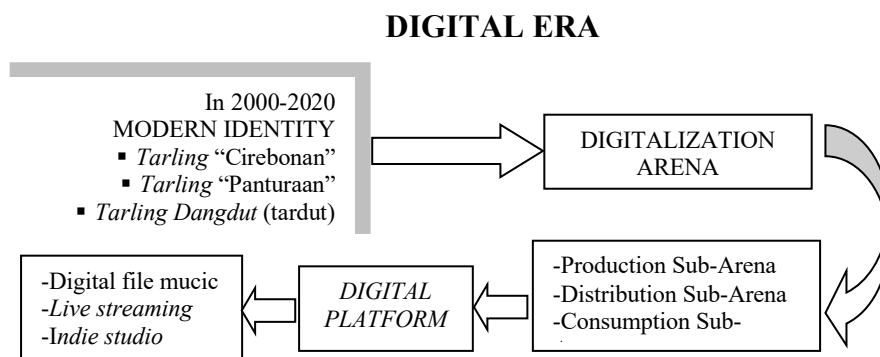 DIGITAL ERA
In 2000-2020
MODERN IDENTITY
▪ Tarling “Cirebonan”
▪ Tarling “Panturaan”
▪ Tarling Dangdut (tardut)
DIGITALIZATION
ARENA
-Production Sub-Arena
-Distribution Sub-Arena
-Consumption Sub-
DIGITAL
PLATFORM
-Digital file mucic
-Live streaming
-Indie studio